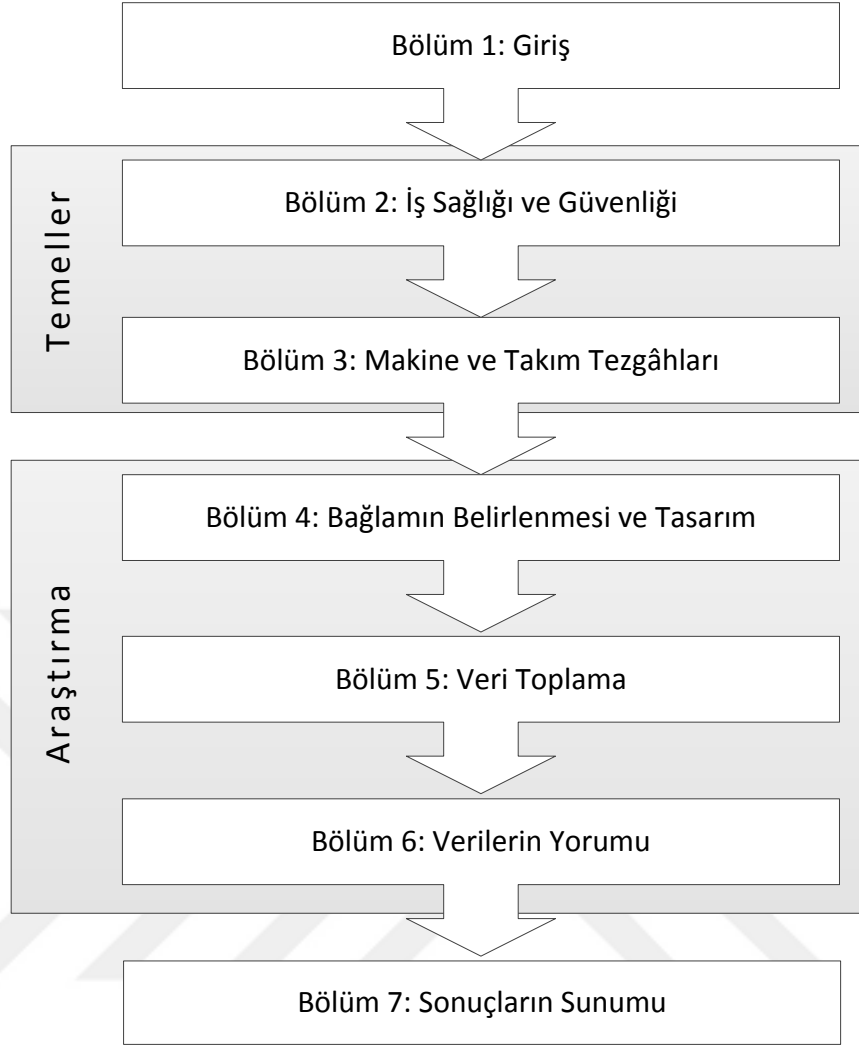 Bölüm 1: Giriş
Temeller
Bölüm 2: İş Sağlığı ve Güvenliği
Bölüm 3: Makine ve Takım Tezgâhları
Araştırma
Bölüm 4: Bağlamın Belirlenmesi ve Tasarım
Bölüm 5: Veri Toplama
Bölüm 6: Verilerin Yorumu
Bölüm 7: Sonuçların Sunumu